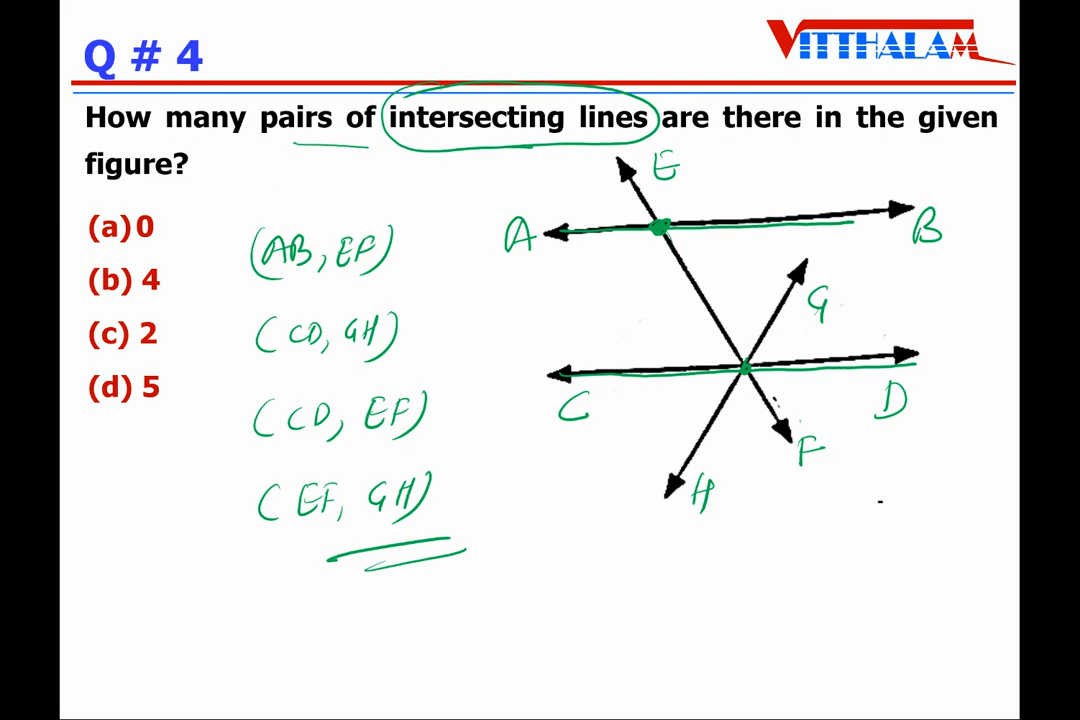 Q # 4
VITTHALAM
How many pairs of intersecting lines are there in the given
figure?
(a) 0
(b) 4
(c) 2
(d) 5
(AB, EF)
(CD, GH)
(CD, EF)
(EF, GH)
E
A
B
G
C
D
F
H